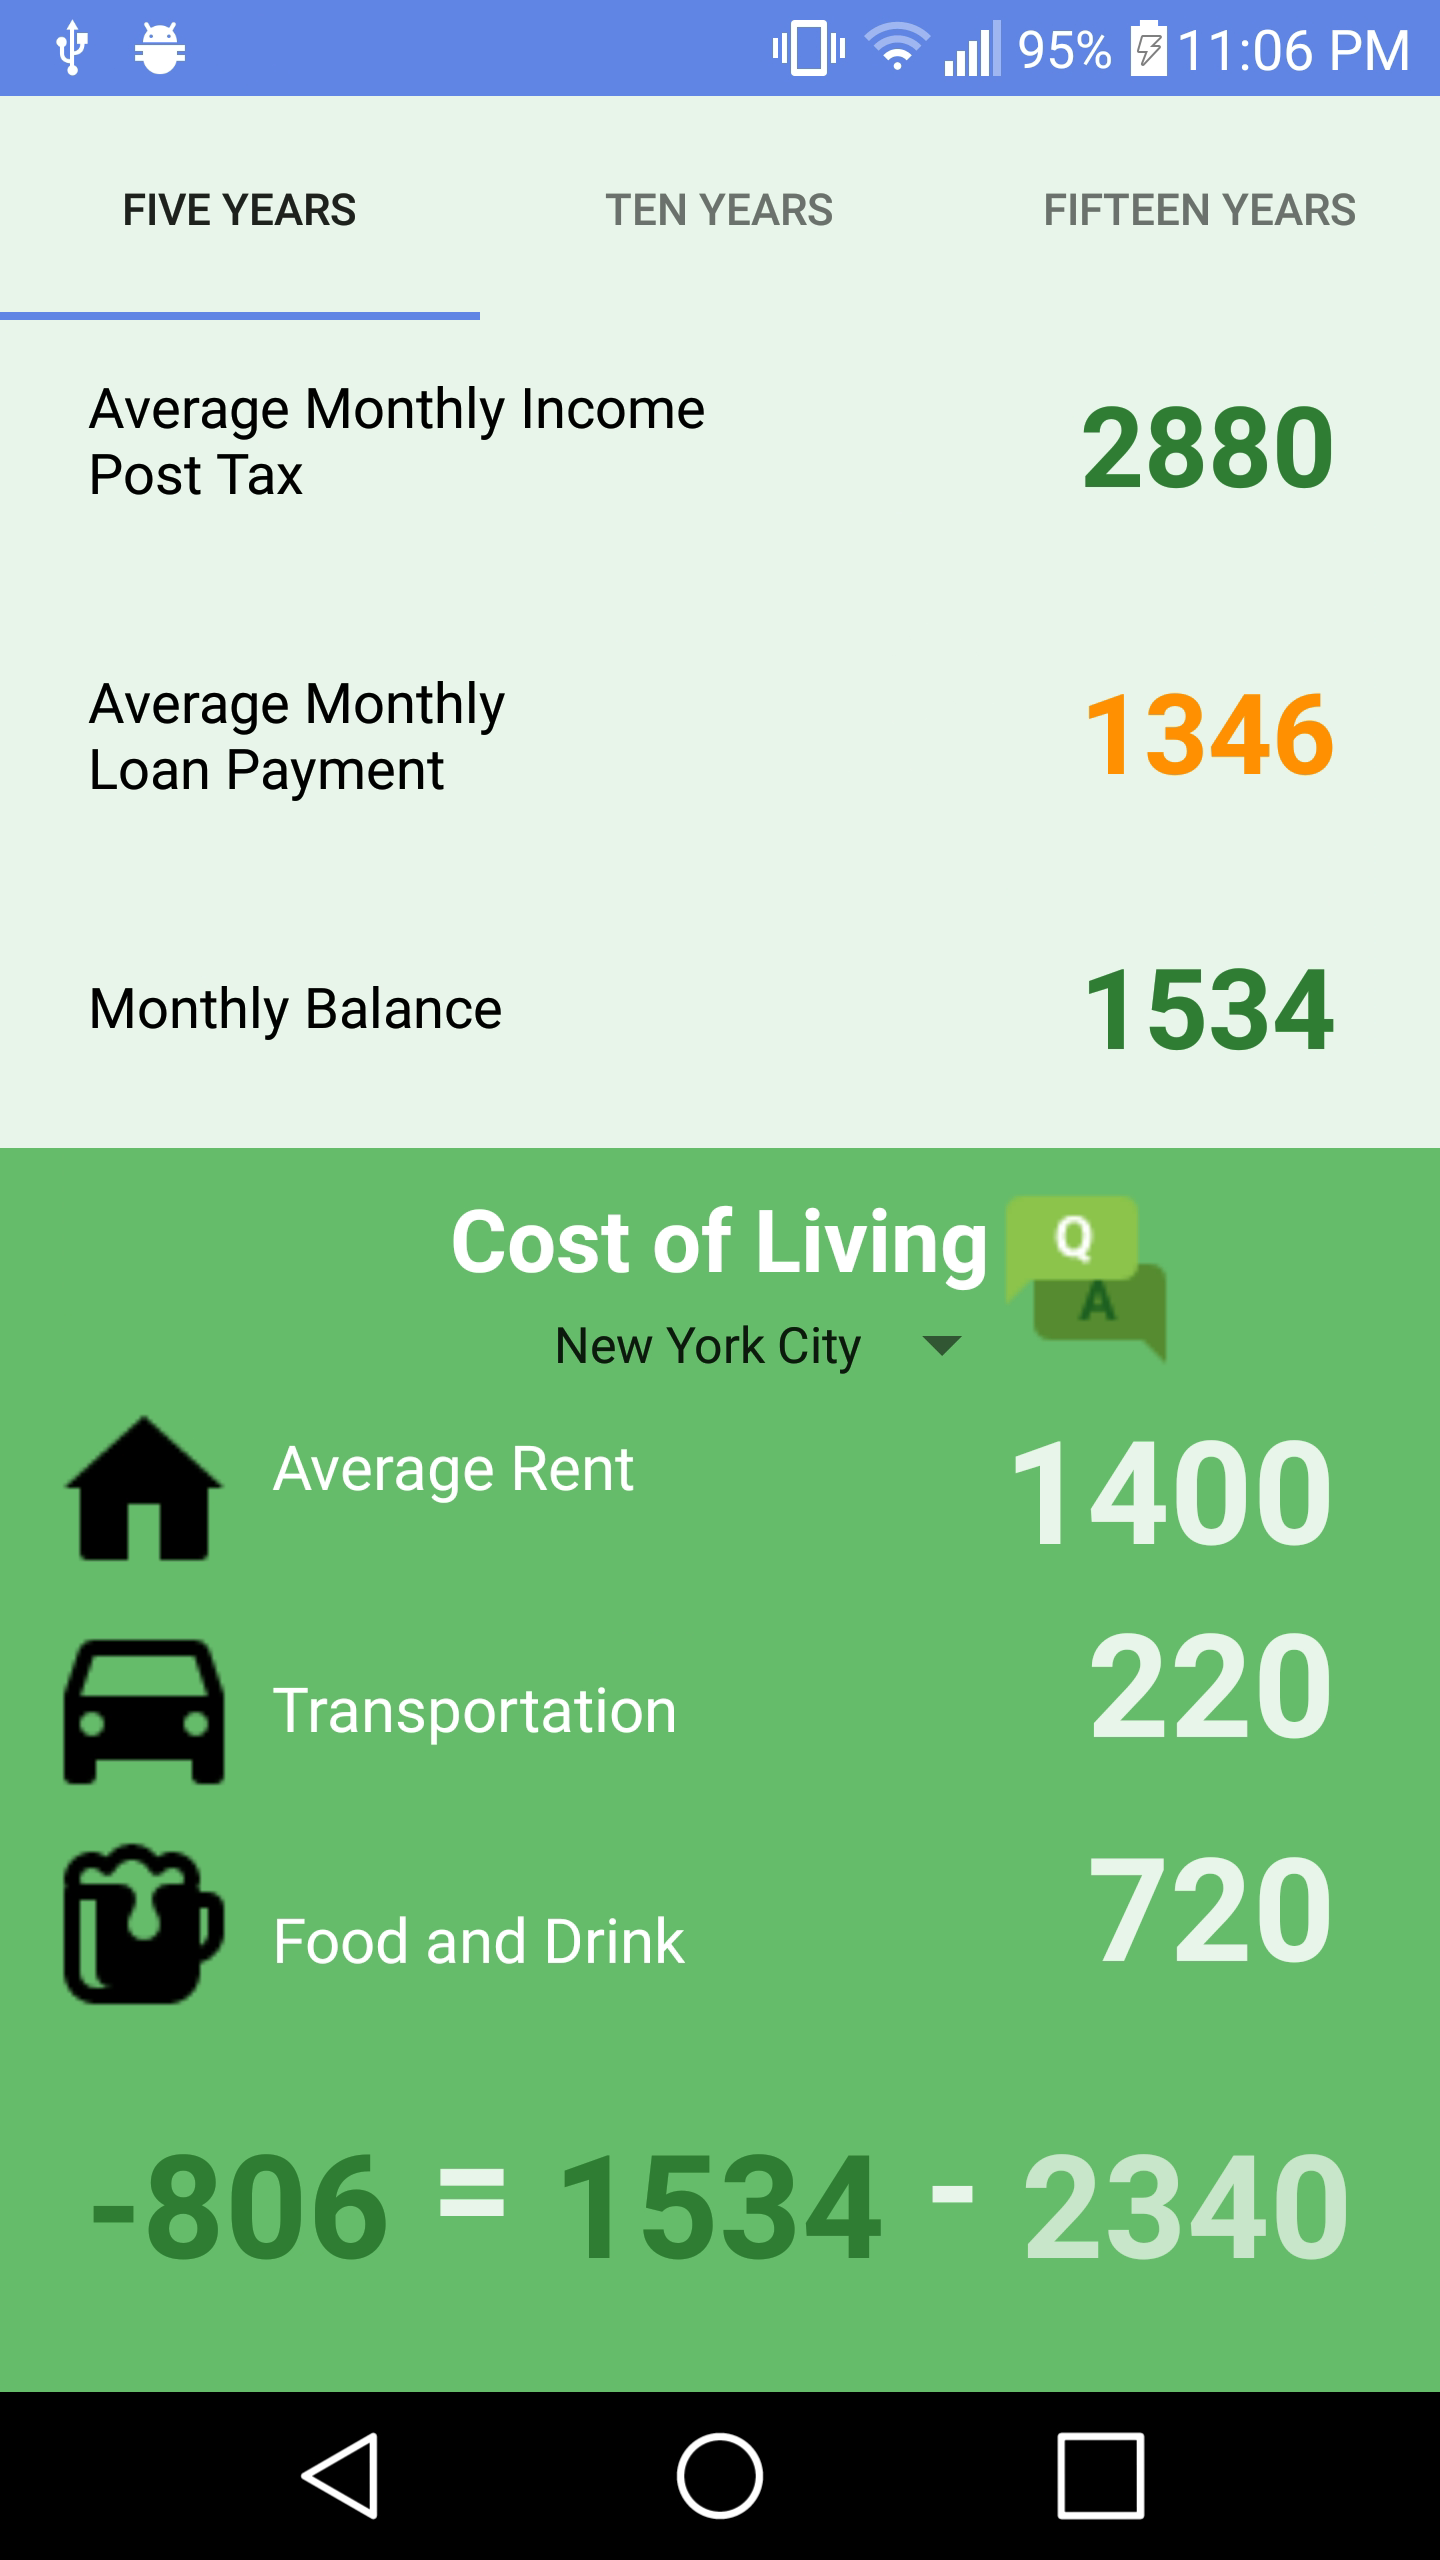 95% 11:06 PM
FIVE YEARS TEN YEARS FIFTEEN YEARS
Average Monthly Income
Post Tax
2880
Average Monthly
Loan Payment
1346
Monthly Balance 1534
Cost of Living
Q
A
New York City
Average Rent 1400
Transportation 220
Food and Drink 720
-806 = 1534 - 2340